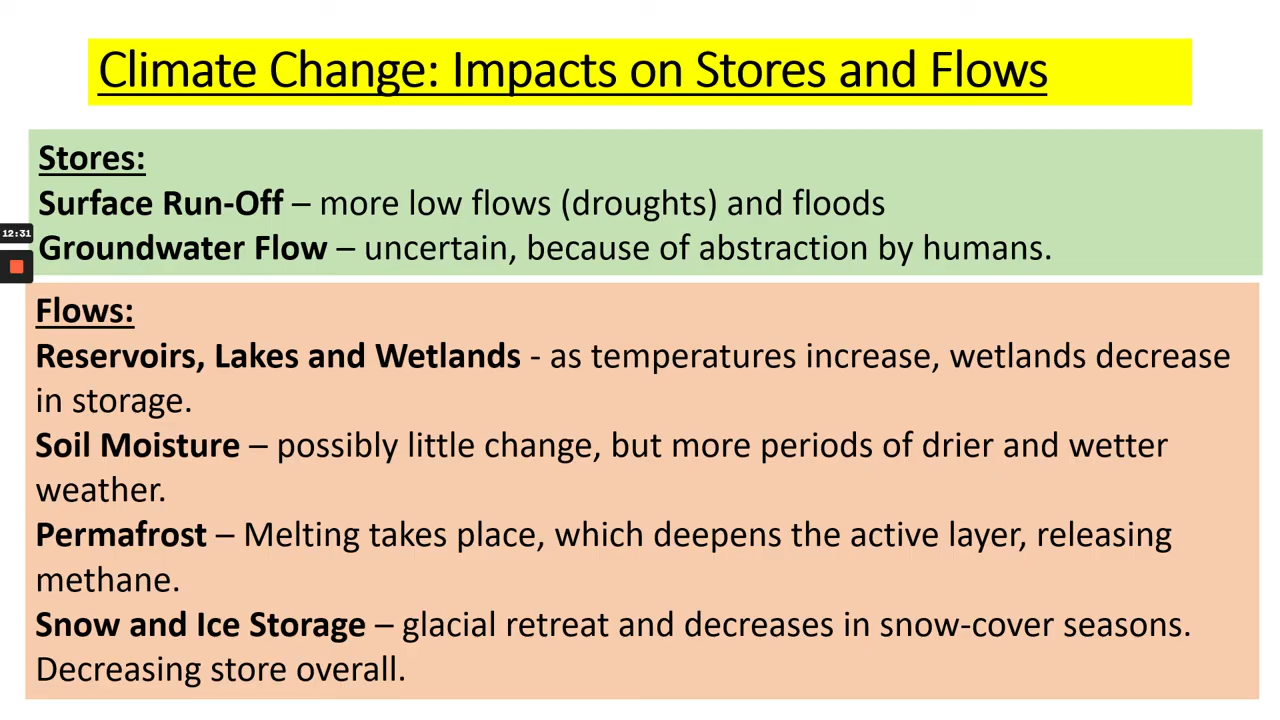 Climate Change: Impacts on Stores and Flows
Stores:
Surface Run-Off – more low flows (droughts) and floods
12:31
Groundwater Flow – uncertain, because of abstraction by humans.
Flows:
Reservoirs, Lakes and Wetlands - as temperatures increase, wetlands decrease
in storage.
Soil Moisture – possibly little change, but more periods of drier and wetter
weather.
Permafrost – Melting takes place, which deepens the active layer, releasing
methane.
Snow and Ice Storage – glacial retreat and decreases in snow-cover seasons.
Decreasing store overall.